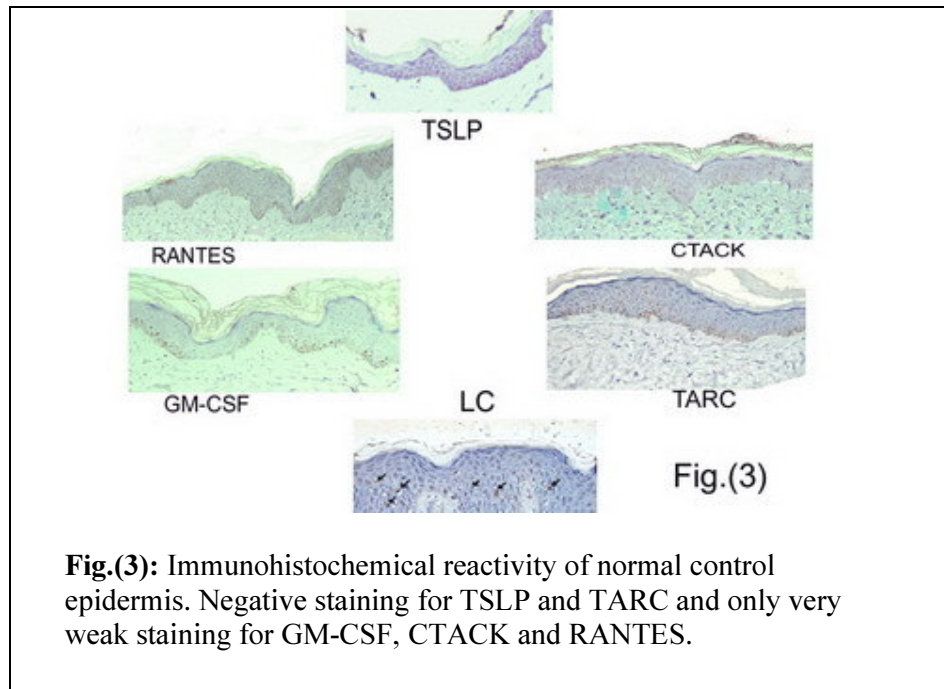 TSLP
RANTES
CTACK
GM-CSF
LC
TARC
Fig.(3)
Fig.(3): Immunohistochemical reactivity of normal control
epidermis. Negative staining for TSLP and TARC and only very
weak staining for GM-CSF, CTACK and RANTES.